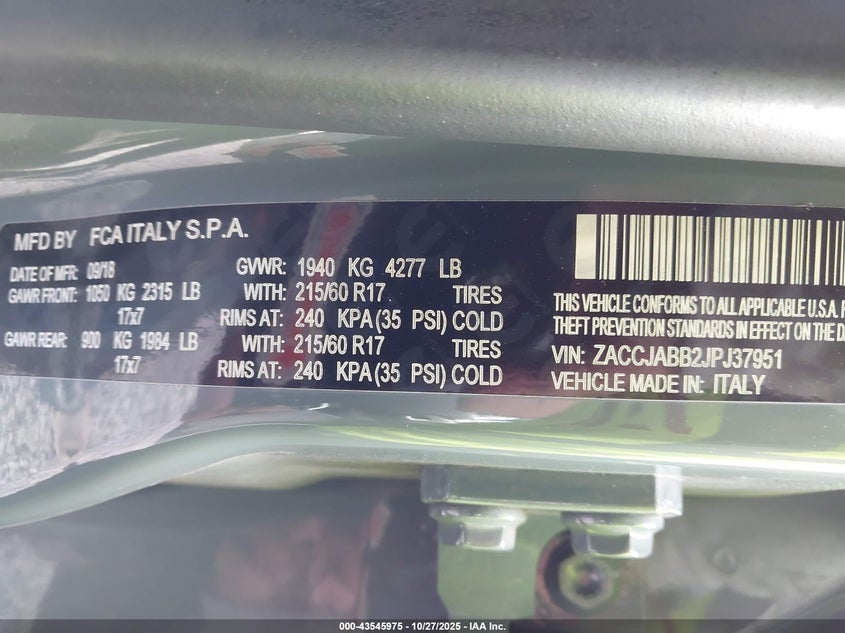 MFD BY FCA ITALY S.P.A.
DATE OF MFR: 09/18 GVWR: 1940 KG 4277 LB
GAWR FRONT: 1050 KG 2315 LB WITH: 215/60 R17 TIRES
17x7 RIMS AT: 240 KPA (35 PSI) COLD
GAWR REAR: 900 KG 1984 LB WITH: 215/60 R17 TIRES
17x7 RIMS AT: 240 KPA (35 PSI) COLD
THIS VEHICLE CONFORMS TO ALL APPLICABLE U.S.A.
THEFT PREVENTION STANDARDS IN EFFECT ON THE
VIN: ZACCJABB2JPJ37951
VEHICLE MADE IN: ITALY
000-43545975 - 10/27/2025 - IAA Inc.